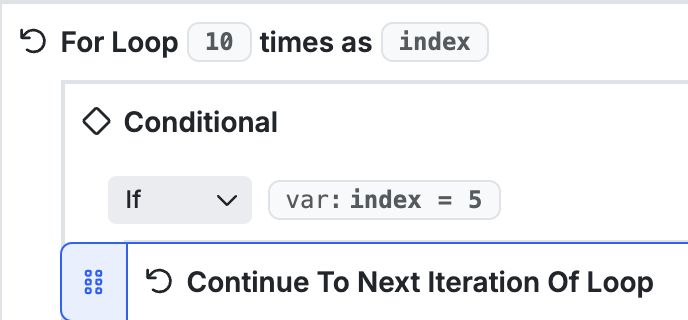 For Loop 10 times as index
Conditional
If var: index = 5
Continue To Next Iteration Of Loop